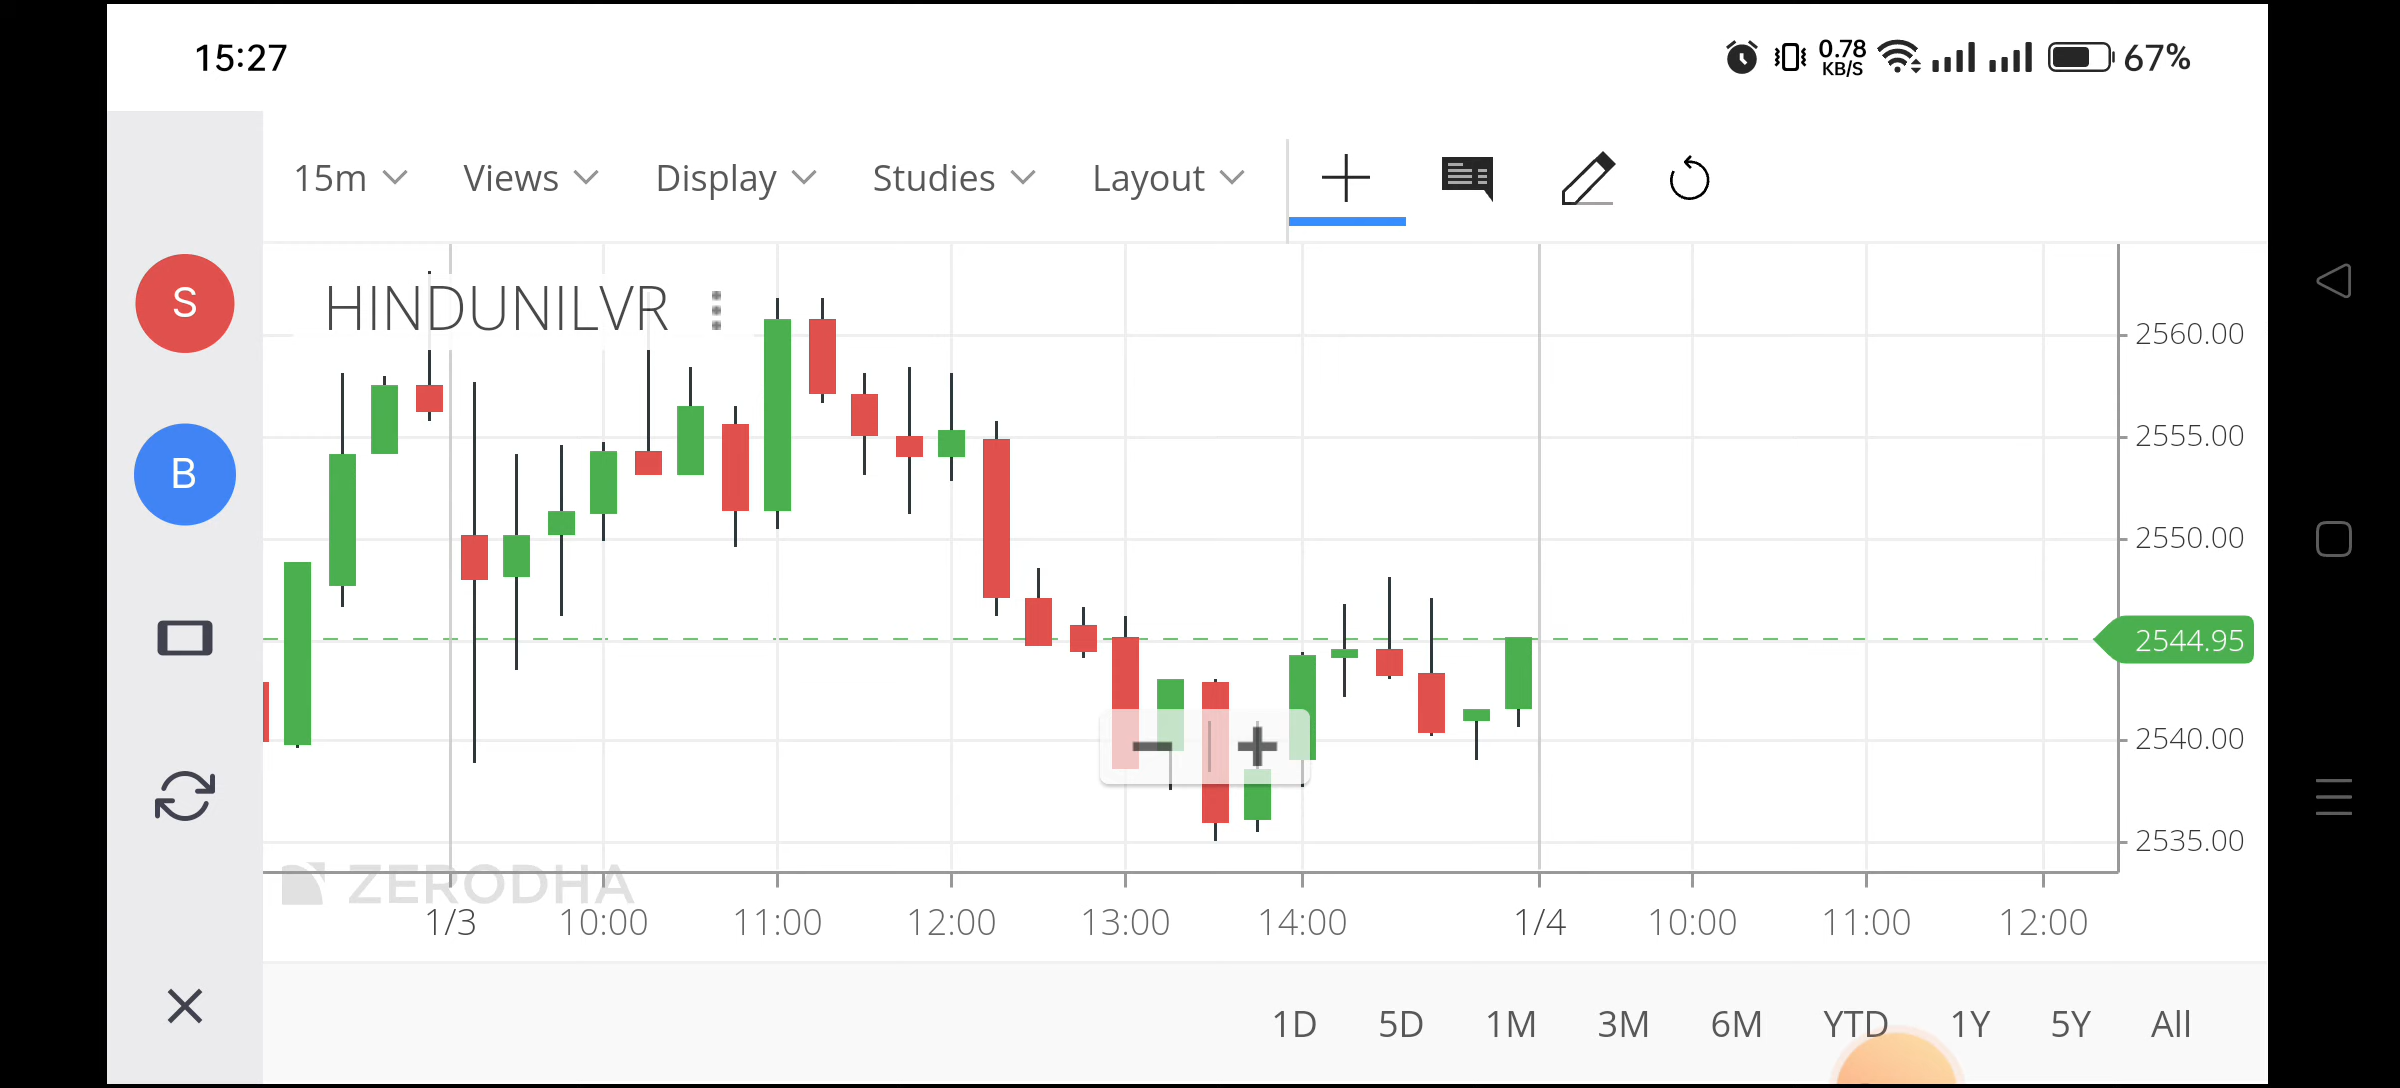 15:27
0.78
KB/S
67%
15m Views Display Studies Layout
S
HINDUNILVR
2560.00
2555.00
B
2550.00
2544.95
2540.00
2535.00
ZERODHA
1/3 10:00 11:00 12:00 13:00 14:00 1/4 10:00 11:00 12:00
1D 5D 1M 3M 6M YTD 1Y 5Y All